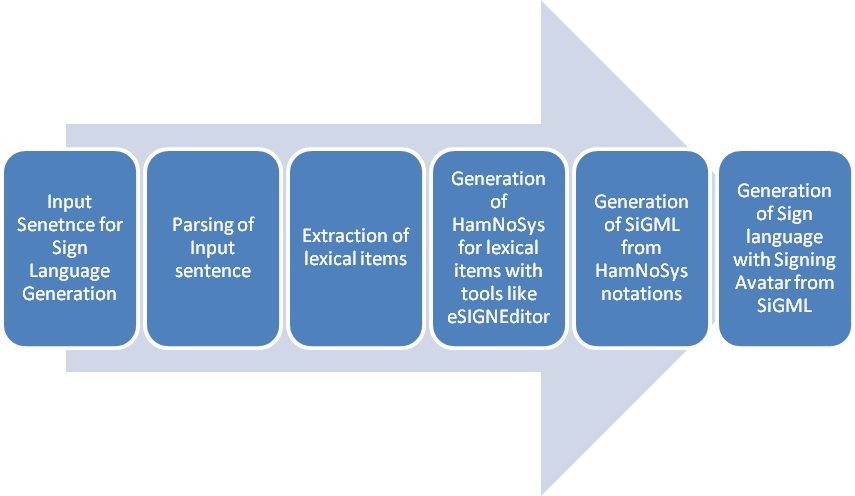 Input
Senetnce for
Sign
Language
Generation
Parsing of
Input
sentence
Extraction of
lexical items
Generation
of
HamNoSys
for lexical
items with
tools like
eSIGNEditor
Generation
of SiGML
from
HamNoSys
notations
Generation
of Sign
language
with Signing
Avatar from
SiGML